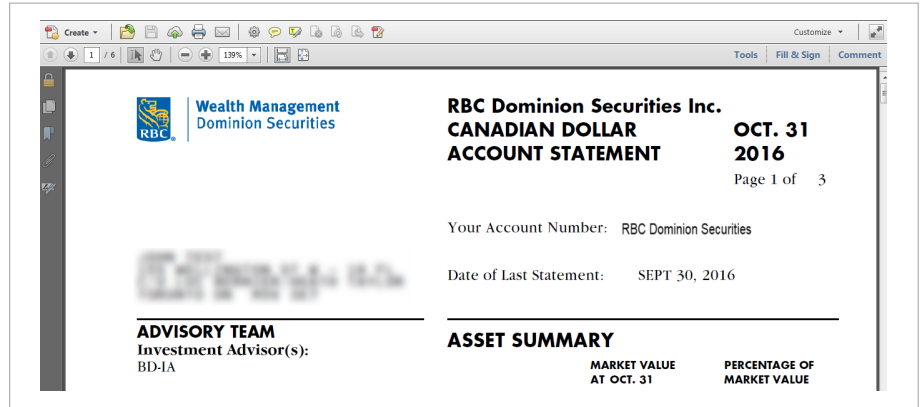 Create
Customize
1 / 6
139%
Tools Fill & Sign Comment
RBC
Wealth Management
Dominion Securities
RBC Dominion Securities Inc.
CANADIAN DOLLAR OCT. 31
ACCOUNT STATEMENT 2016
Page 1 of 3
Your Account Number: RBC Dominion Securities
Date of Last Statement: SEPT 30, 2016
ADVISORY TEAM
Investment Advisor(s):
BD-IA
ASSET SUMMARY
MARKET VALUE PERCENTAGE OF
AT OCT. 31 MARKET VALUE